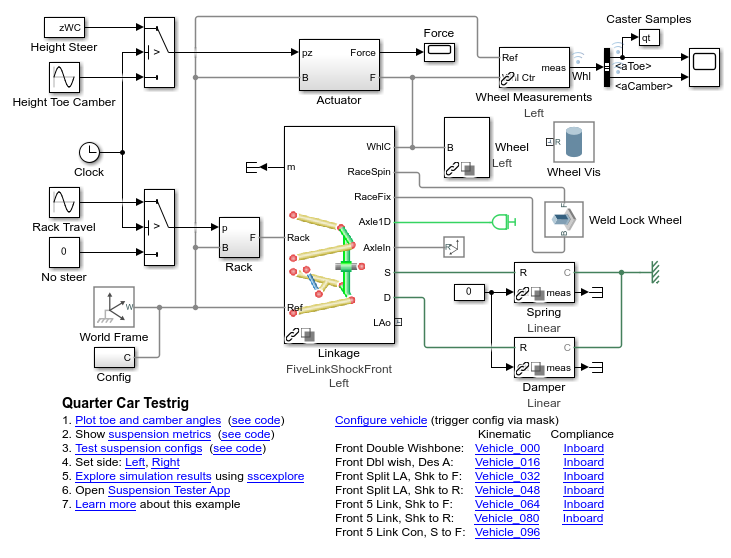 Caster Samples
zWC
Height Steer
>
Height Toe Camber
pz
B
Force
F
Actuator
Force
Ref
meas
Ctr
Wheel Measurements
Left
Whl
qt
<aToe>
<aCamber>
Clock
Rack Travel
>
0
No steer
p
B
F
Rack
m
Rack
Ref
WhlC
RaceSpin
RaceFix
Axle1D
AxleIn
S
D
LAo
Linkage
FiveLinkShockFront
Left
B
Wheel
Left
R
Wheel Vis
F
B
Weld Lock Wheel
R
W
World Frame
C
Config
0
R
C
meas
Spring
Linear
R
C
meas
Damper
Linear
Quarter Car Testrig
1. Plot toe and camber angles (see code)
2. Show suspension metrics (see code)
3. Test suspension configs (see code)
4. Set side: Left, Right
5. Explore simulation results using sscexplore
6. Open Suspension Tester App
7. Learn more about this example
Configure vehicle (trigger config via mask)
Kinematic Compliance
Front Double Wishbone: Vehicle_000 Inboard
Front Dbl wish, Des A: Vehicle_016 Inboard
Front Split LA, Shk to F: Vehicle_032 Inboard
Front Split LA, Shk to R: Vehicle_048 Inboard
Front 5 Link, Shk to F: Vehicle_064 Inboard
Front 5 Link, Shk to R: Vehicle_080 Inboard
Front 5 Link Con, S to F: Vehicle_096